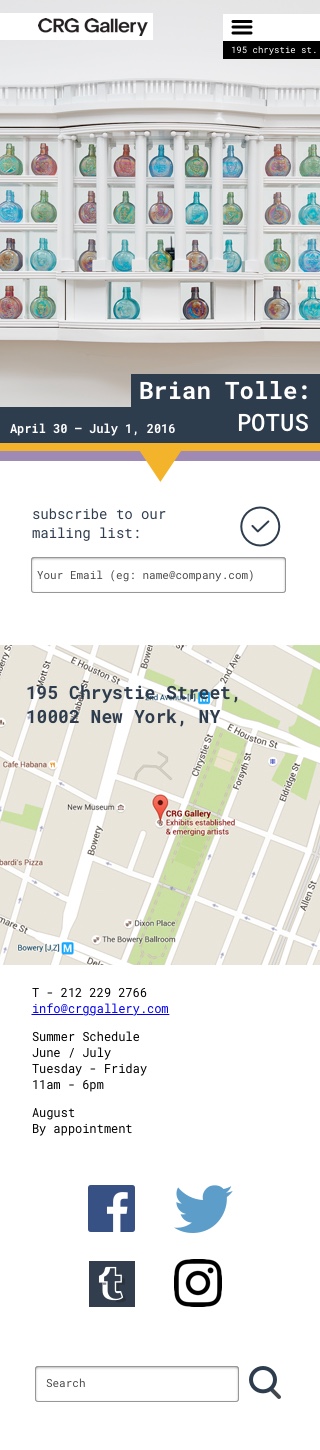 CRG Gallery
195 chrystie st.
Brian Tolle:
POTUS
April 30 — July 1, 2016
subscribe to our
mailing list:
Your Email (eg: name@company.com)
E Houston St
2nd Ave
195 Chrystie Street,
10002 New York, NY
E Houston St
Chrystie St
Forsyth St
Eldridge St
Cafe Habana
New Museum
Bowery
CRG Gallery
Exhibits established
& emerging artists
bardi's Pizza
Allen St
Dixon Place
The Bowery Ballroom
Bowery [J,Z]
T - 212 229 2766
info@crggallery.com
Summer Schedule
June / July
Tuesday - Friday
11am - 6pm
August
By appointment
Search